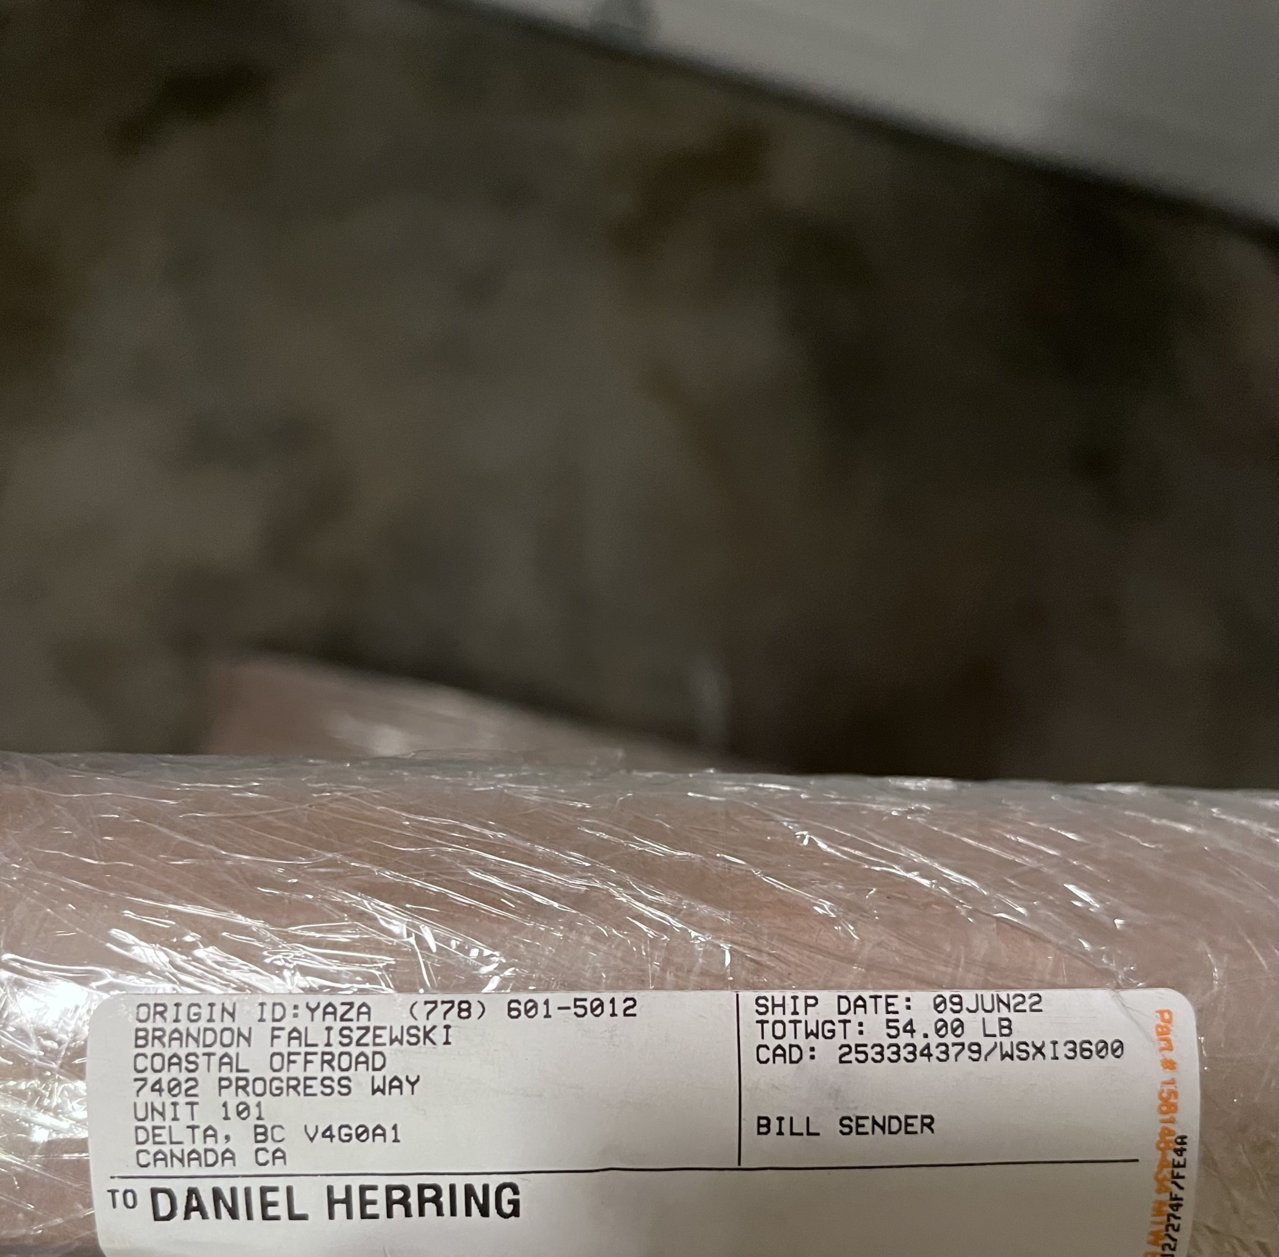 ORIGIN ID:YAZA (778) 601-5012
BRANDON FALISZEWSKI
COASTAL OFFROAD
7402 PROGRESS WAY
UNIT 101
DELTA, BC V4G0A1
CANADA CA
SHIP DATE: 09JUN22
TOTWGT: 54.00 LB
CAD: 253334379/WSXI3600
BILL SENDER
TO DANIEL HERRING
Part #